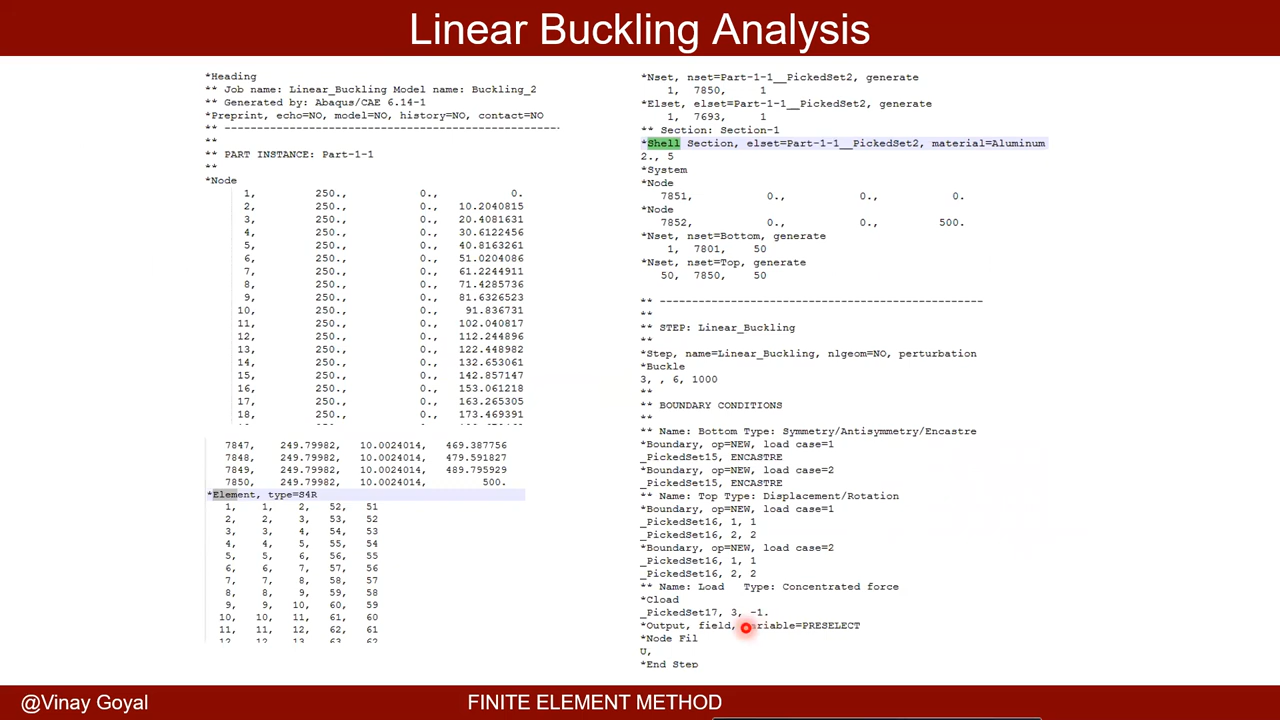 Linear Buckling Analysis
*Heading
** Job name: Linear_Buckling Model name: Buckling_2
** Generated by: Abaqus/CAE 6.14-1
*Preprint, echo=NO, model=NO, history=NO, contact=NO
** ----------------------------------------------------
**
** PART INSTANCE: Part-1-1
**
*Node
1, 250., 0., 0.
2, 250., 0., 10.2040815
3, 250., 0., 20.4081631
4, 250., 0., 30.6122456
5, 250., 0., 40.8163261
6, 250., 0., 51.0204086
7, 250., 0., 61.2244911
8, 250., 0., 71.4285736
9, 250., 0., 81.6326523
10, 250., 0., 91.836731
11, 250., 0., 102.040817
12, 250., 0., 112.244896
13, 250., 0., 122.448982
14, 250., 0., 132.653061
15, 250., 0., 142.857147
16, 250., 0., 153.061218
17, 250., 0., 163.265305
18, 250., 0., 173.469391
7847, 249.79982, 10.0024014, 469.387756
7848, 249.79982, 10.0024014, 479.591827
7849, 249.79982, 10.0024014, 489.795929
7850, 249.79982, 10.0024014, 500.
*Element, type=S4R
1, 1, 2, 52, 51
2, 2, 3, 53, 52
3, 3, 4, 54, 53
4, 4, 5, 55, 54
5, 5, 6, 56, 55
6, 6, 7, 57, 56
7, 7, 8, 58, 57
8, 8, 9, 59, 58
9, 9, 10, 60, 59
10, 10, 11, 61, 60
11, 11, 12, 62, 61
12, 12, 13, 63, 62
*Nset, nset=Part-1-1__PickedSet2, generate
1, 7850, 1
*Elset, elset=Part-1-1__PickedSet2, generate
1, 7693, 1
** Section: Section-1
*Shell Section, elset=Part-1-1__PickedSet2, material=Aluminum
2., 5
*System
*Node
7851, 0., 0., 0.
*Node
7852, 0., 0., 500.
*Nset, nset=Bottom, generate
1, 7801, 50
*Nset, nset=Top, generate
50, 7850, 50
** --------------------------------------------------
**
** STEP: Linear_Buckling
**
*Step, name=Linear_Buckling, nlgeom=NO, perturbation
*Buckle
3, , 6, 1000
**
** BOUNDARY CONDITIONS
**
** Name: Bottom Type: Symmetry/Antisymmetry/Encastre
*Boundary, op=NEW, load case=1
_PickedSet15, ENCASTRE
*Boundary, op=NEW, load case=2
_PickedSet15, ENCASTRE
** Name: Top Type: Displacement/Rotation
*Boundary, op=NEW, load case=1
_PickedSet16, 1, 1
_PickedSet16, 2, 2
*Boundary, op=NEW, load case=2
_PickedSet16, 1, 1
_PickedSet16, 2, 2
** Name: Load Type: Concentrated force
*Cload
_PickedSet17, 3, -1.
*Output, field, variable=PRESELECT
*Node Fil
U,
*End Step
@Vinay Goyal
FINITE ELEMENT METHOD